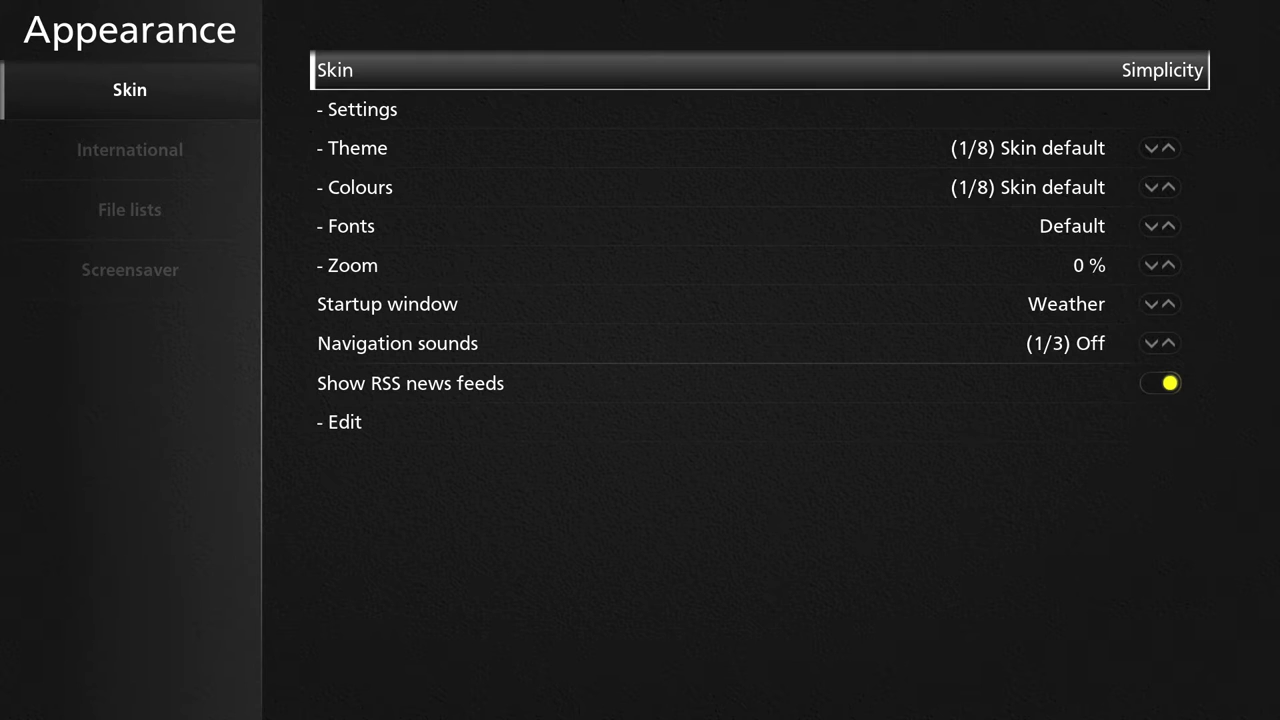 Appearance
Skin
International
File lists
Screensaver
Skin Simplicity
- Settings
- Theme (1/8) Skin default
- Colours (1/8) Skin default
- Fonts Default
- Zoom 0 %
Startup window Weather
Navigation sounds (1/3) Off
Show RSS news feeds
- Edit